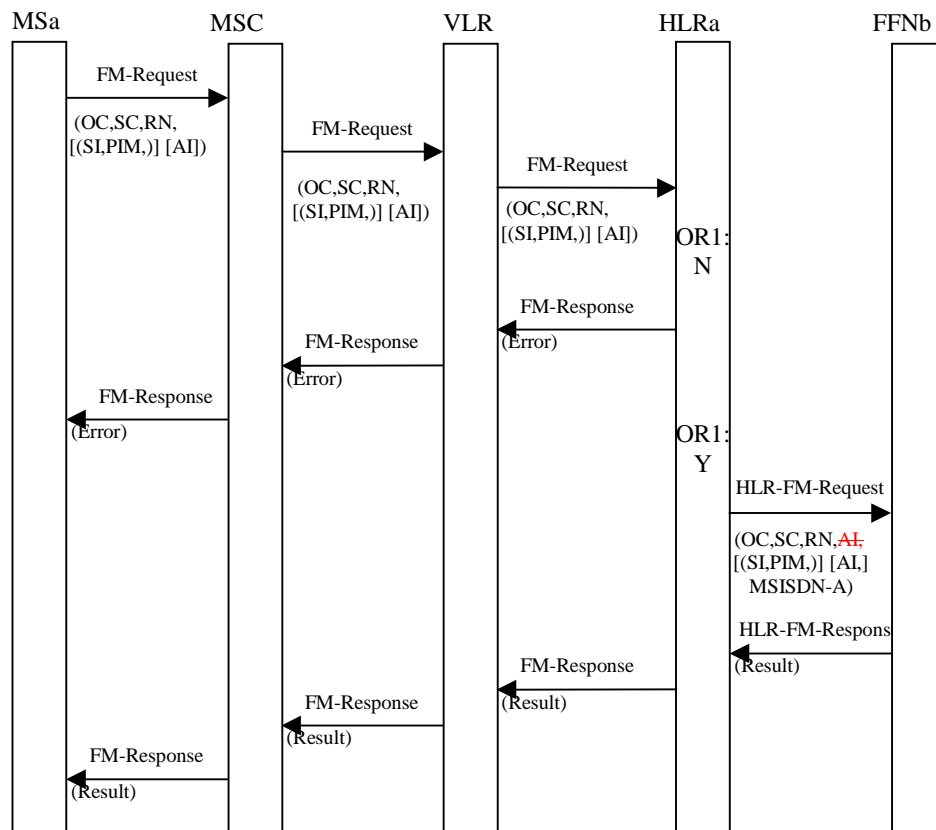 MSa
MSC
VLR
HLRa
FFNb
FM-Request
(OC,SC,RN,
[(SI,PIM,)] [AI])
FM-Request
(OC,SC,RN,
[(SI,PIM,)] [AI])
FM-Request
(OC,SC,RN,
[(SI,PIM,)] [AI])
OR1:
N
FM-Response
(Error)
FM-Response
(Error)
FM-Response
(Error)
OR1:
Y
HLR-FM-Request
(OC,SC,RN,AI,
[(SI,PIM,)] [AI,]
MSISDN-A)
HLR-FM-Respons
(Result)
FM-Response
(Result)
FM-Response
(Result)
FM-Response
(Result)